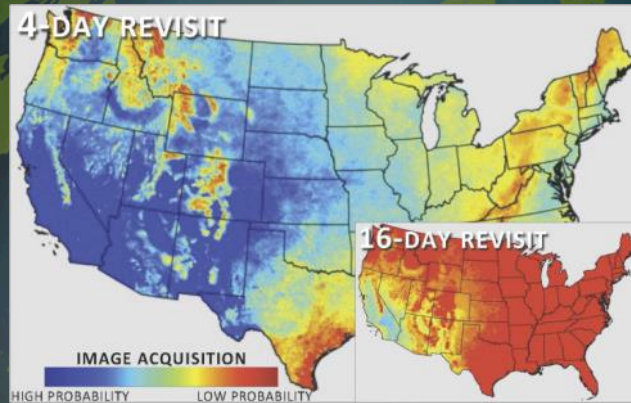 4-DAY REVISIT
16-DAY REVISIT
IMAGE ACQUISITION
HIGH PROBABILITY LOW PROBABILITY